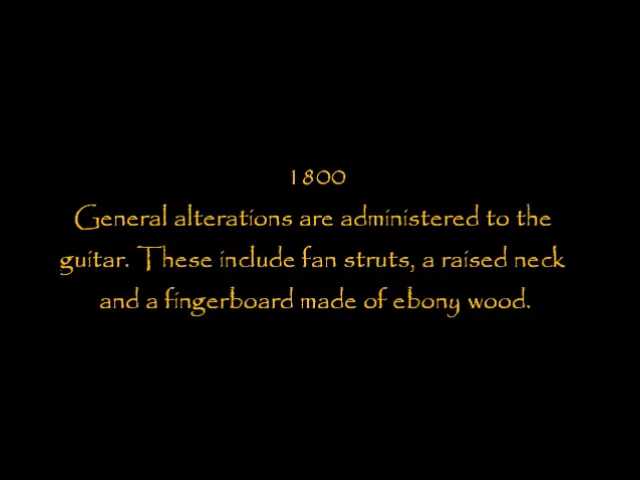 1800
General alterations are administered to the
guitar. These include fan struts, a raised neck
and a fingerboard made of ebony wood.